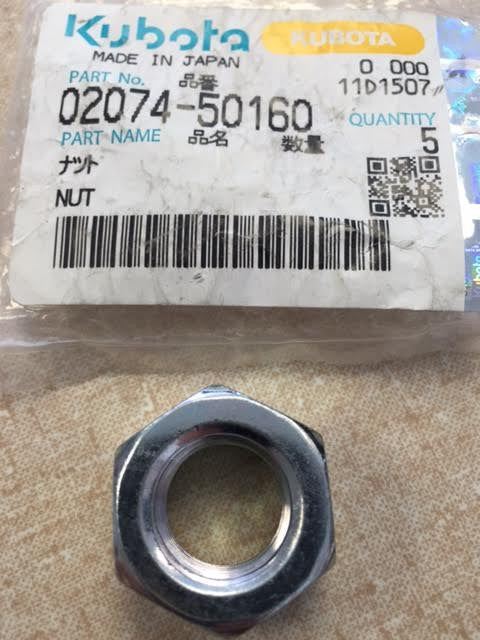 Kubota KUBOTA
MADE IN JAPAN 0 000
PART No. 品番 11D1507
02074-50160 QUANTITY
PART NAME 品名 数量 5
ナット
NUT